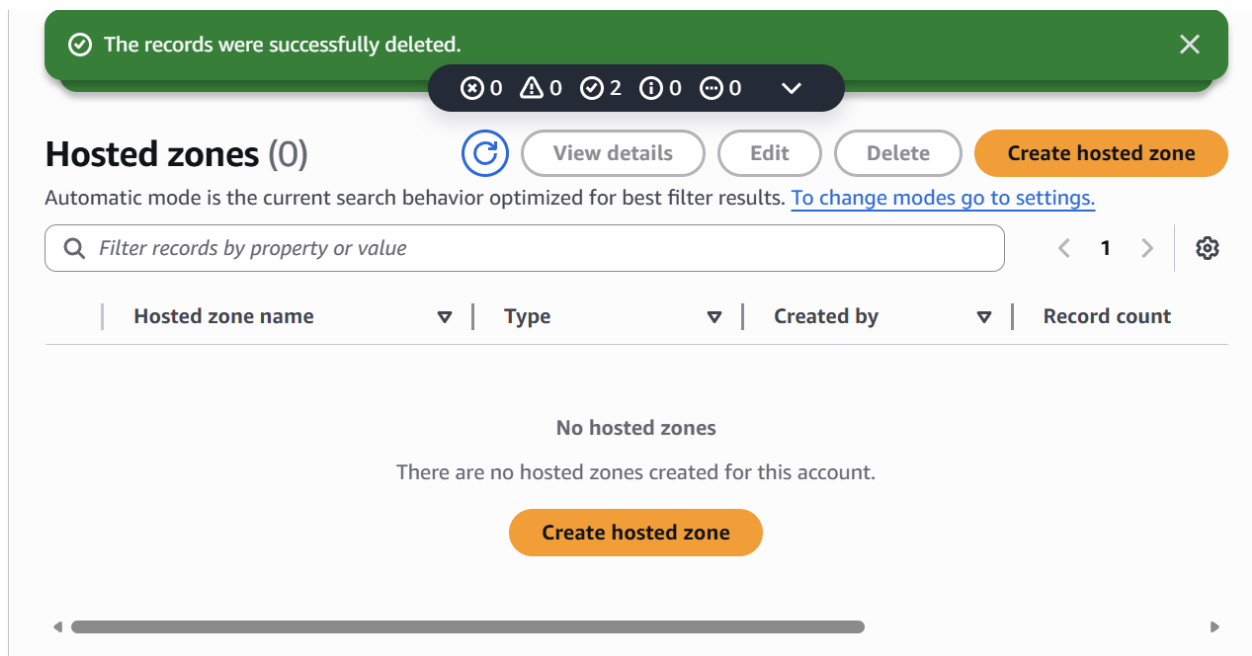 The records were successfully deleted.
0 0 2 0 0
Hosted zones (0)
View details
Edit
Delete
Create hosted zone
Automatic mode is the current search behavior optimized for best filter results. To change modes go to settings.
Filter records by property or value
1
Hosted zone name
Type
Created by
Record count
No hosted zones
There are no hosted zones created for this account.
Create hosted zone